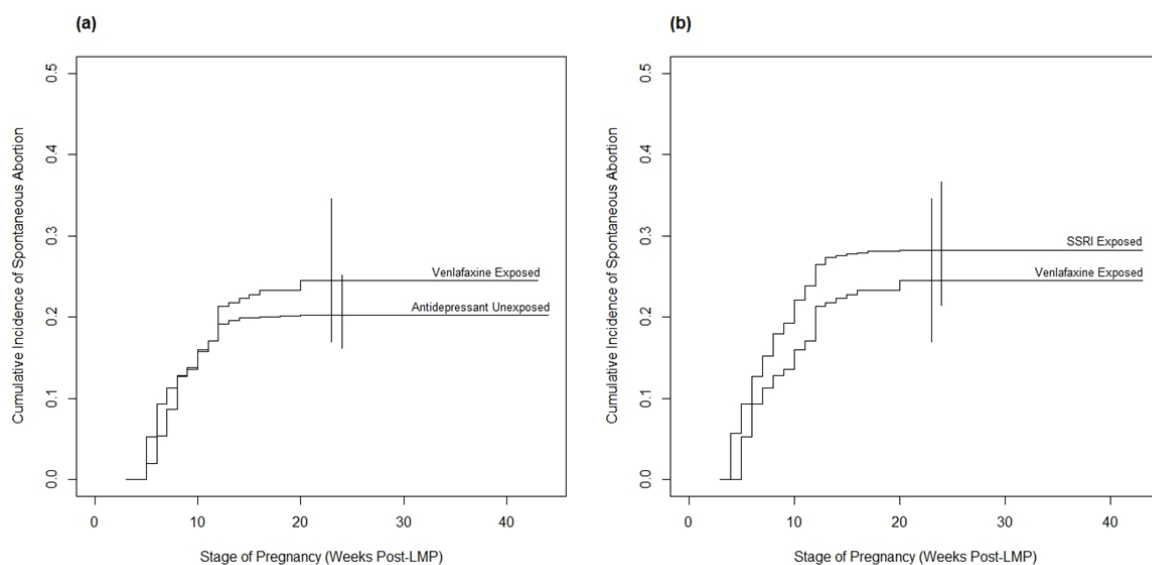 (a)
Cumulative Incidence of Spontaneous Abortion
0.5
0.4
0.3
0.2
0.1
0.0
Venlafaxine Exposed
Antidepressant Unexposed
0 10 20 30 40
Stage of Pregnancy (Weeks Post-LMP)
(b)
Cumulative Incidence of Spontaneous Abortion
0.5
0.4
0.3
0.2
0.1
0.0
SSRI Exposed
Venlafaxine Exposed
0 10 20 30 40
Stage of Pregnancy (Weeks Post-LMP)